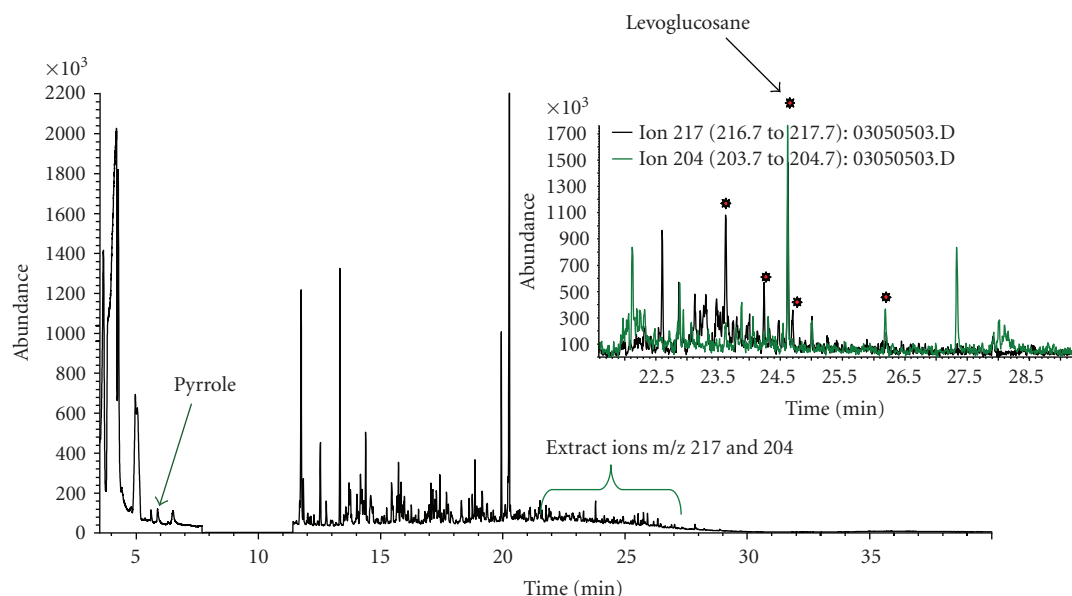 Levoglucosane
×10³
Ion 217 (216.7 to 217.7): 03050503.D
Ion 204 (203.7 to 204.7): 03050503.D
1700
1500
1300
1100
900
700
500
300
100
Abundance
22.5 23.5 24.5 25.5 26.5 27.5 28.5
Time (min)
×10³
2200
2000
1800
1600
1400
1200
1000
800
600
400
200
0
Abundance
Pyrrole
Extract ions m/z 217 and 204
5 10 15 20 25 30 35
Time (min)